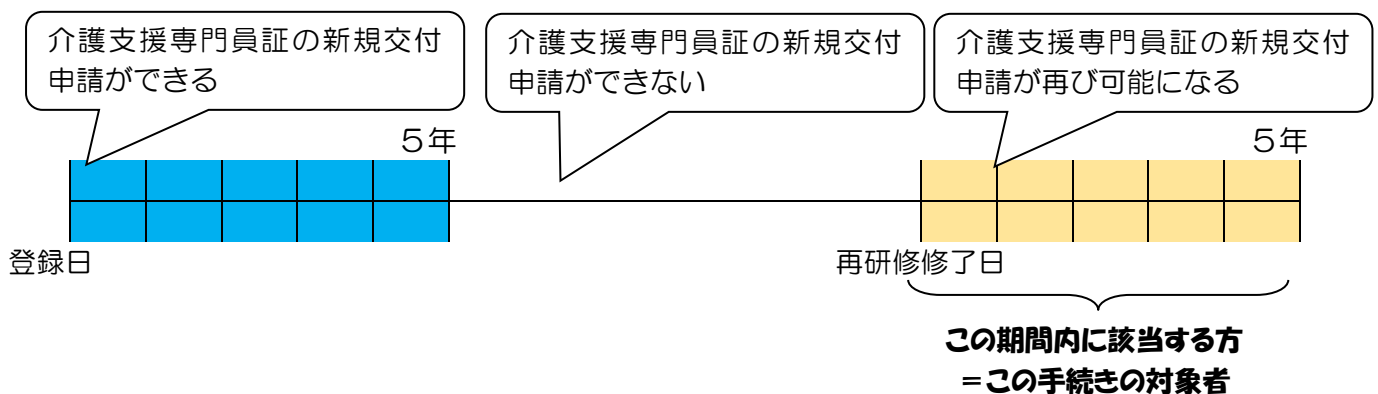 介護支援専門員証の新規交付
申請ができる
介護支援専門員証の新規交付
申請ができない
介護支援専門員証の新規交付
申請が再び可能になる
5年
5年
登録日
再研修修了日
この期間内に該当する方
=この手続きの対象者